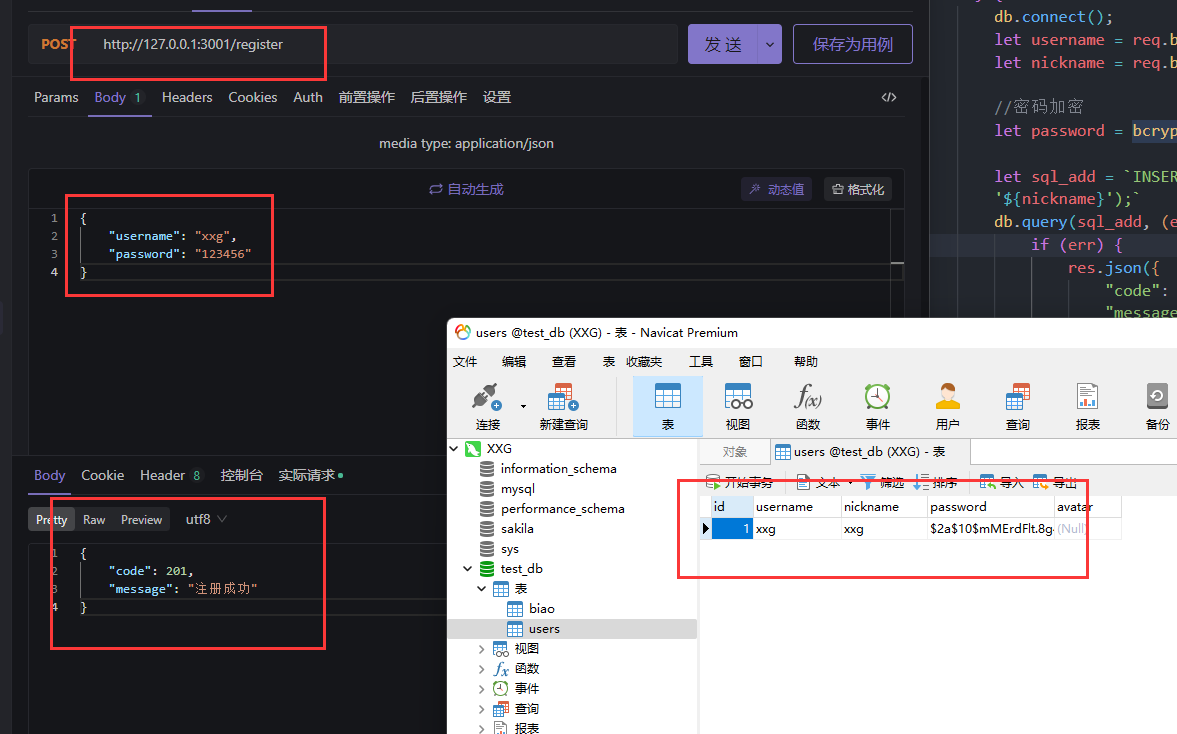 POST http://127.0.0.1:3001/register 发 送 保存为用例
Params Body 1 Headers Cookies Auth 前置操作 后置操作 设置 </>
media type: application/json
自动生成 动态值 格式化
1 {
2 "username": "xxg",
3 "password": "123456"
4 }
Body Cookie Header 8 控制台 实际请求
Pretty Raw Preview utf8
1 {
2 "code": 201,
3 "message": "注册成功"
4 }
db.connect();
let username = req.b
let nickname = req.b
//密码加密
let password = bcryp
let sql_add = `INSER
'${nickname}');`
db.query(sql_add, (e
if (err) {
res.json({
"code":
"message
users @test_db (XXG) - 表 - Navicat Premium
文件 编辑 查看 表 收藏夹 工具 窗口 帮助
连接 新建查询 表 视图 函数 事件 用户 查询 报表 备份
XXG
information_schema
mysql
performance_schema
sakila
sys
test_db
表
biao
users
视图
函数
事件
查询
报表
对象 users @test_db (XXG) - 表
开始事务 文本 筛选 排序 导入 导出
id username nickname password avatar
1 xxg xxg $2a$10$mMErdFlt.8g (Null)